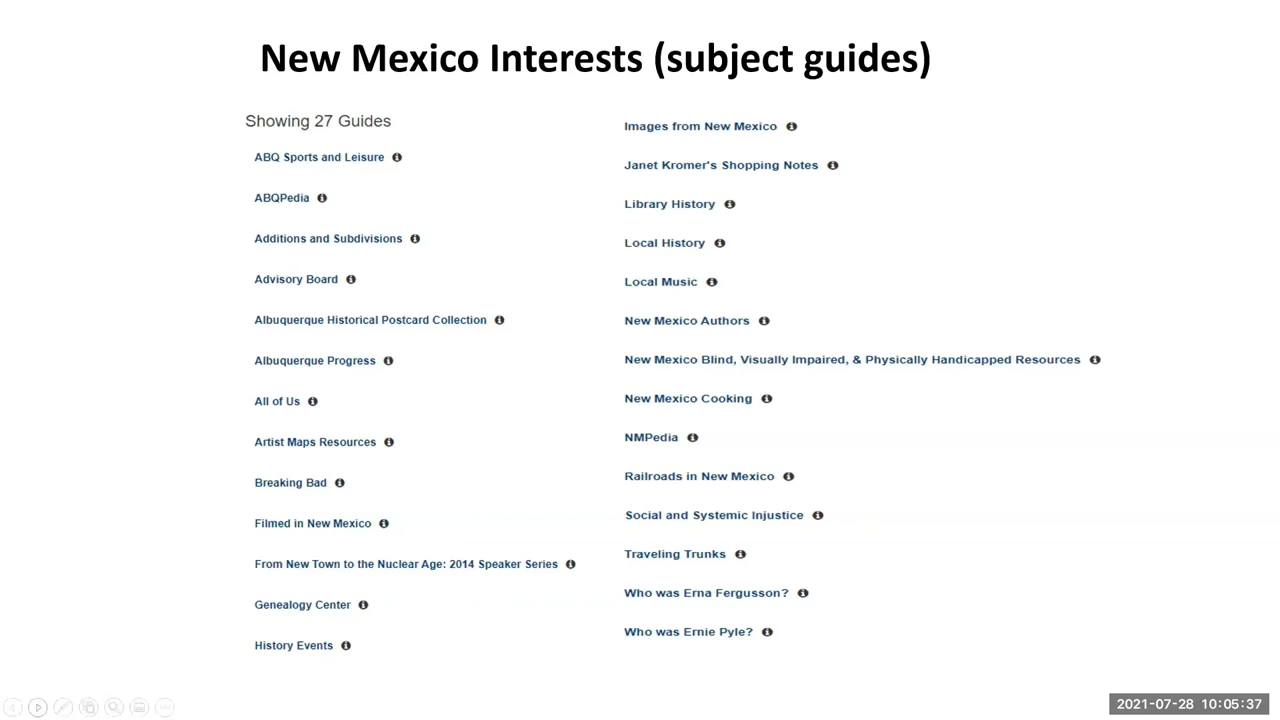 New Mexico Interests (subject guides)
Showing 27 Guides
ABQ Sports and Leisure
ABQPedia
Additions and Subdivisions
Advisory Board
Albuquerque Historical Postcard Collection
Albuquerque Progress
All of Us
Artist Maps Resources
Breaking Bad
Filmed in New Mexico
From New Town to the Nuclear Age: 2014 Speaker Series
Genealogy Center
History Events
Images from New Mexico
Janet Kromer's Shopping Notes
Library History
Local History
Local Music
New Mexico Authors
New Mexico Blind, Visually Impaired, & Physically Handicapped Resources
New Mexico Cooking
NMPedia
Railroads in New Mexico
Social and Systemic Injustice
Traveling Trunks
Who was Erna Fergusson?
Who was Ernie Pyle?
2021-07-28 10:05:37